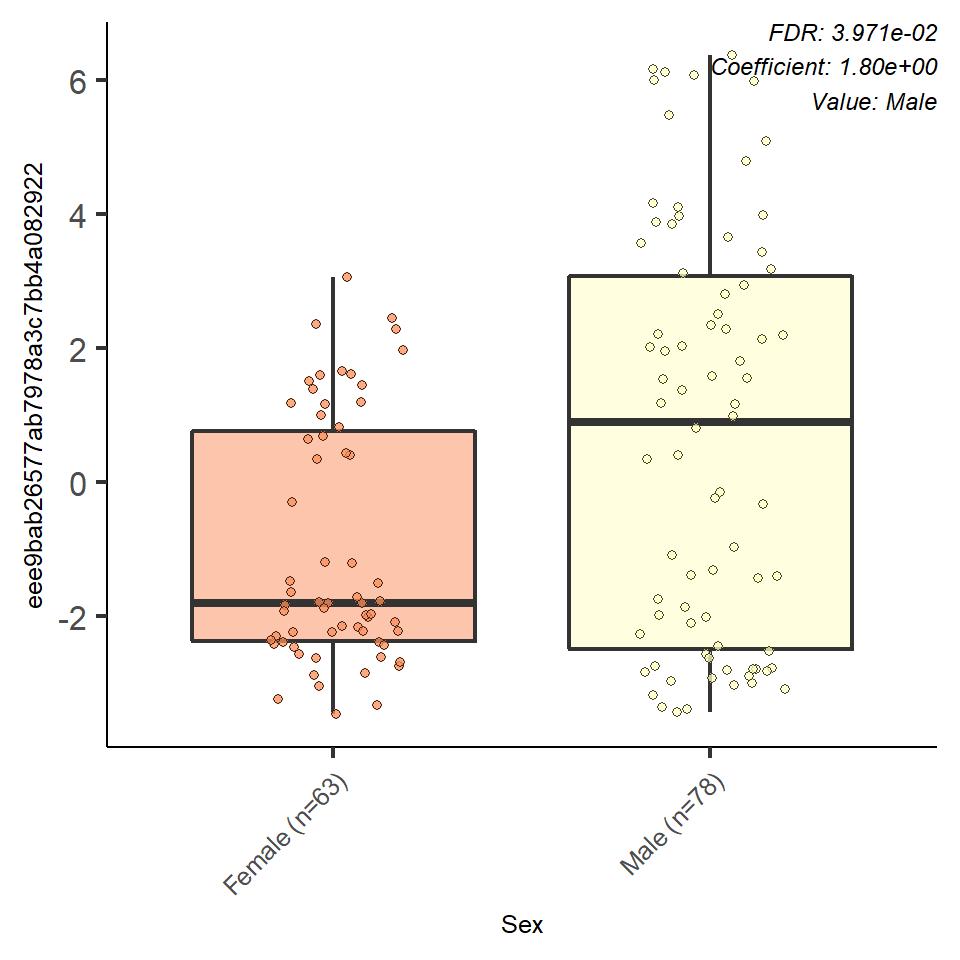 FDR: 3.971e-02
Coefficient: 1.80e+00
Value: Male
eee9bab26577ab7978a3c7bb4a082922
6
4
2
0
-2
Female (n=63)
Male (n=78)
Sex